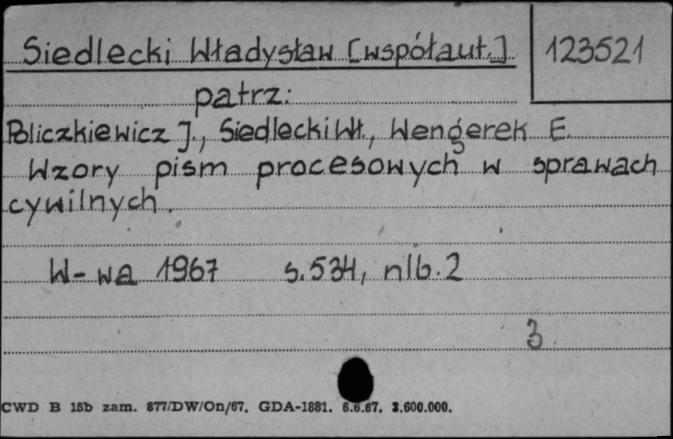 Siedlecki Władysław [współaut.] 123521
patrz:
Policzkiewicz J., Siedlecki Wł., Wengerek E.
Wzory pism procesowych w sprawach
cywilnych.
W-wa 1967 s. 534, nlb. 2
3
CWD B 15b zam. 877/DW/On/67. GDA-1881. 6.6.67. 3.600.000.